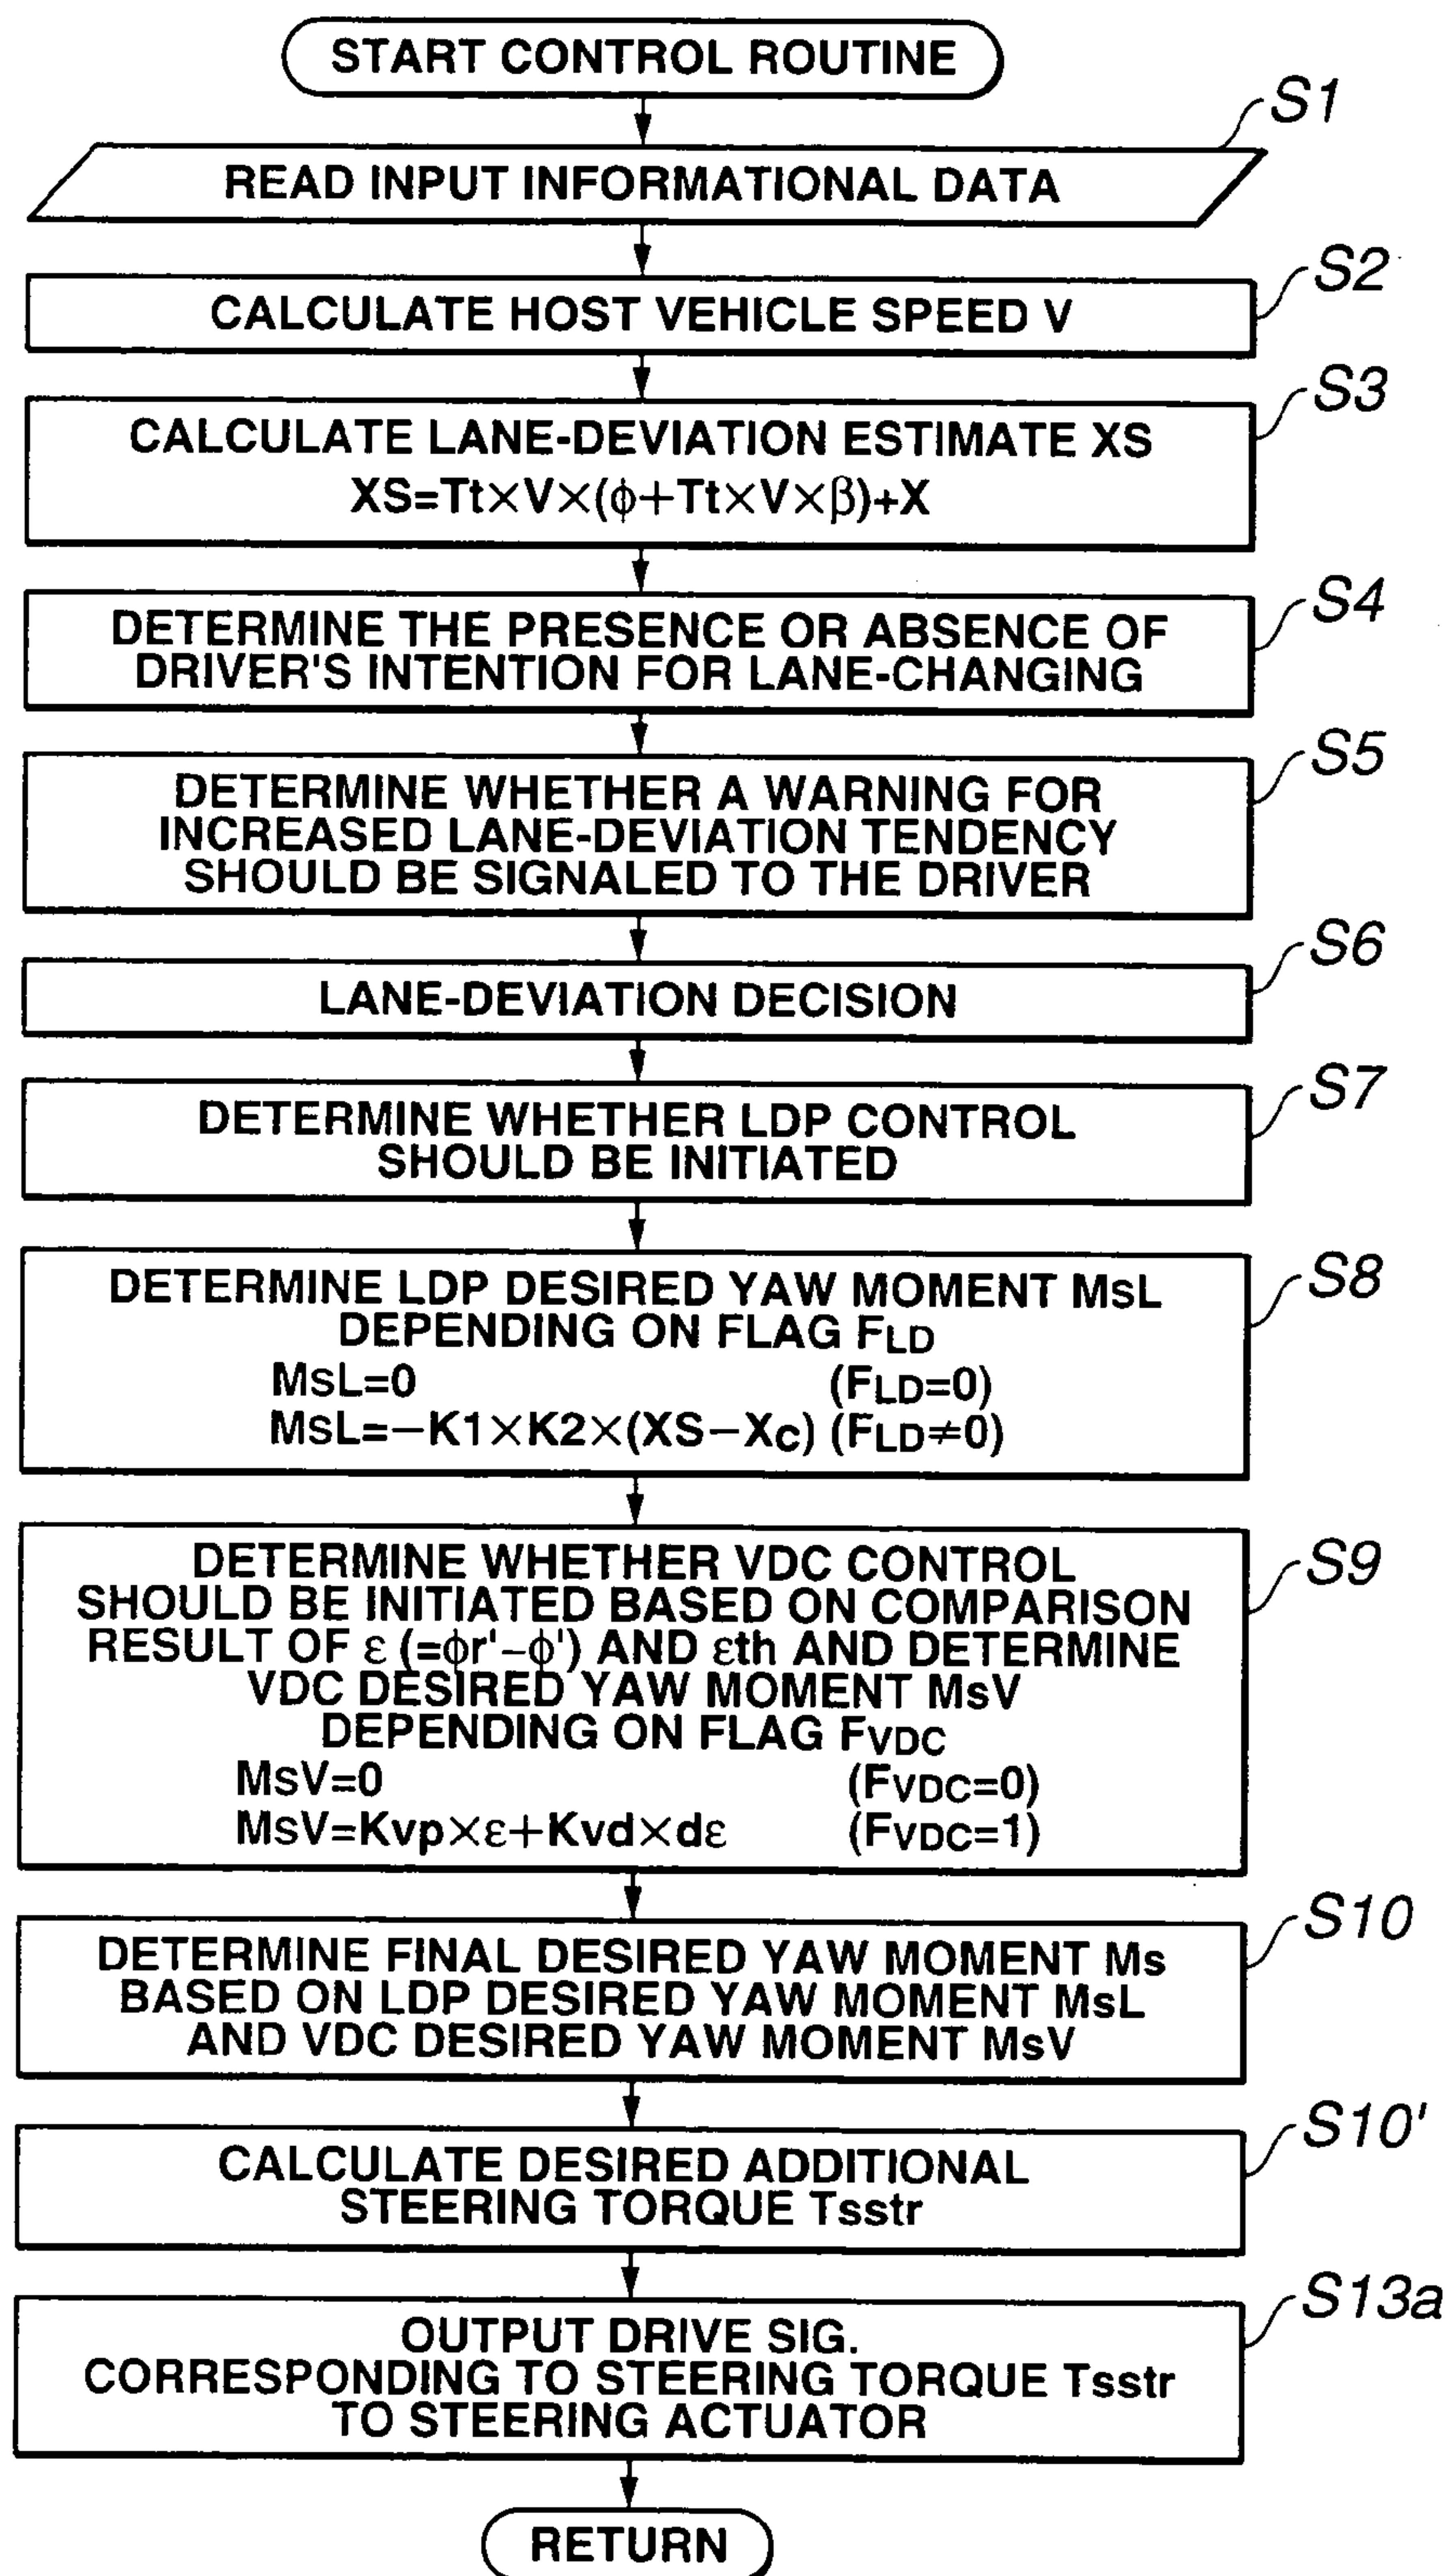 START CONTROL ROUTINE
S1
READ INPUT INFORMATIONAL DATA
S2
CALCULATE HOST VEHICLE SPEED V
S3
CALCULATE LANE-DEVIATION ESTIMATE XS
XS=Tt×V×(ϕ+Tt×V×β)+X
S4
DETERMINE THE PRESENCE OR ABSENCE OF
DRIVER'S INTENTION FOR LANE-CHANGING
S5
DETERMINE WHETHER A WARNING FOR
INCREASED LANE-DEVIATION TENDENCY
SHOULD BE SIGNALED TO THE DRIVER
S6
LANE-DEVIATION DECISION
S7
DETERMINE WHETHER LDP CONTROL
SHOULD BE INITIATED
S8
DETERMINE LDP DESIRED YAW MOMENT MsL
DEPENDING ON FLAG FLD
MsL=0 (FLD=0)
MsL=−K1×K2×(XS−Xc) (FLD≠0)
S9
DETERMINE WHETHER VDC CONTROL
SHOULD BE INITIATED BASED ON COMPARISON
RESULT OF ε (=ϕr'−ϕ') AND εth AND DETERMINE
VDC DESIRED YAW MOMENT MsV
DEPENDING ON FLAG FVDC
MsV=0 (FVDC=0)
MsV=Kvp×ε+Kvd×dε (FVDC=1)
S10
DETERMINE FINAL DESIRED YAW MOMENT Ms
BASED ON LDP DESIRED YAW MOMENT MsL
AND VDC DESIRED YAW MOMENT MsV
S10'
CALCULATE DESIRED ADDITIONAL
STEERING TORQUE Tsstr
S13a
OUTPUT DRIVE SIG.
CORRESPONDING TO STEERING TORQUE Tsstr
TO STEERING ACTUATOR
RETURN